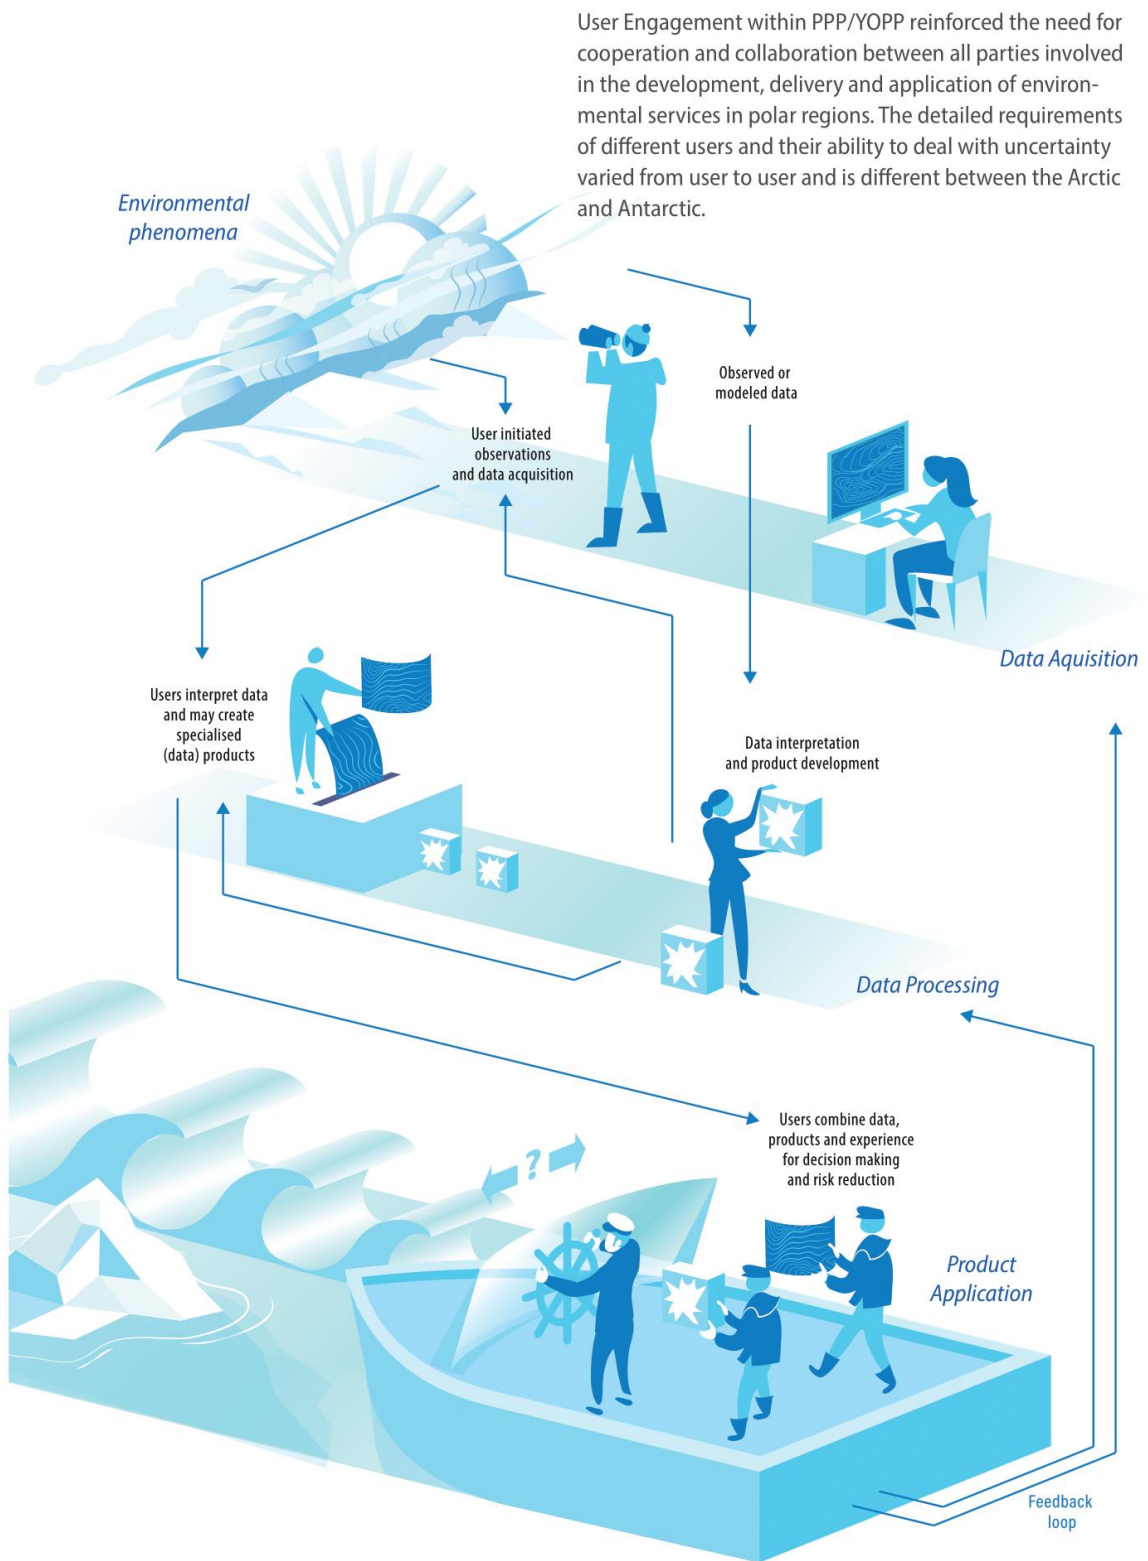 User Engagement within PPP/YOPP reinforced the need for
cooperation and collaboration between all parties involved
in the development, delivery and application of environ-
mental services in polar regions. The detailed requirements
of different users and their ability to deal with uncertainty
varied from user to user and is different between the Arctic
and Antarctic.
Environmental
phenomena
Observed or
modeled data
User initiated
observations
and data acquisition
Data Aquisition
Users interpret data
and may create
specialised
(data) products
Data interpretation
and product development
Data Processing
Users combine data,
products and experience
for decision making
and risk reduction
?
Product
Application
Feedback
loop